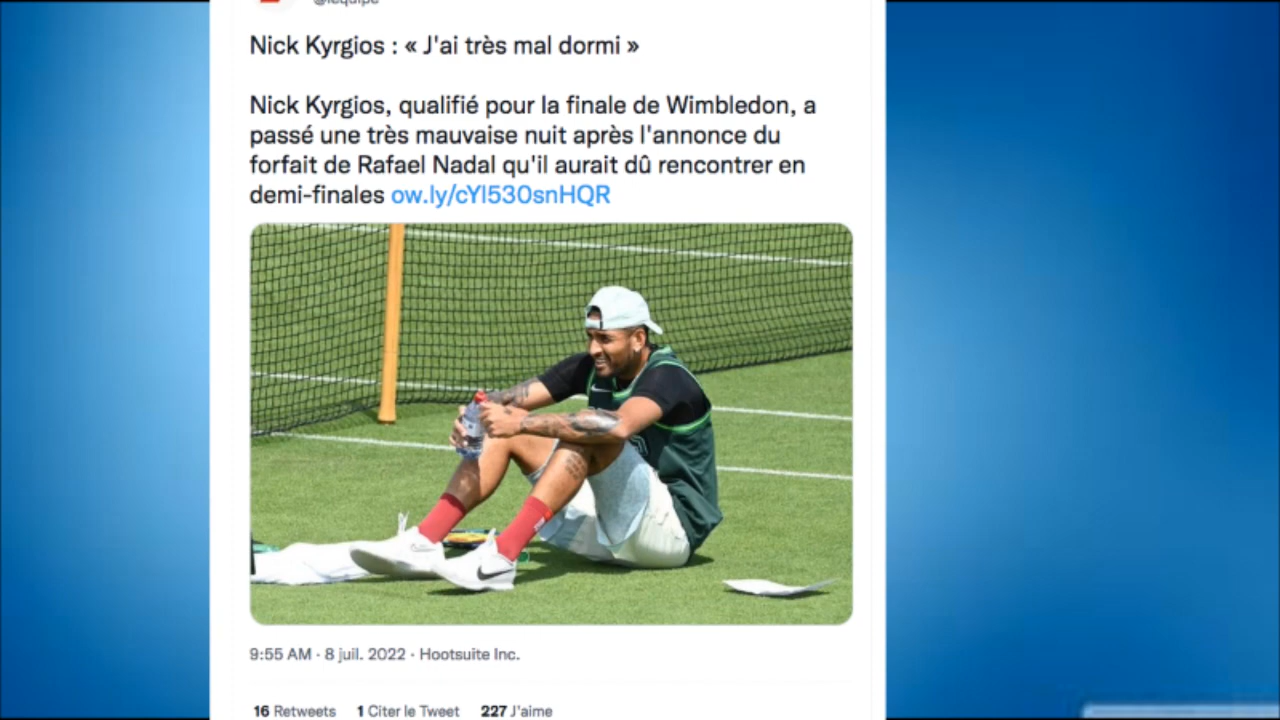 @lequipe
Nick Kyrgios : « J'ai très mal dormi »
Nick Kyrgios, qualifié pour la finale de Wimbledon, a
passé une très mauvaise nuit après l'annonce du
forfait de Rafael Nadal qu'il aurait dû rencontrer en
demi-finales ow.ly/cYl530snHQR
9:55 AM · 8 juil. 2022 · Hootsuite Inc.
16 Retweets 1 Citer le Tweet 227 J'aime